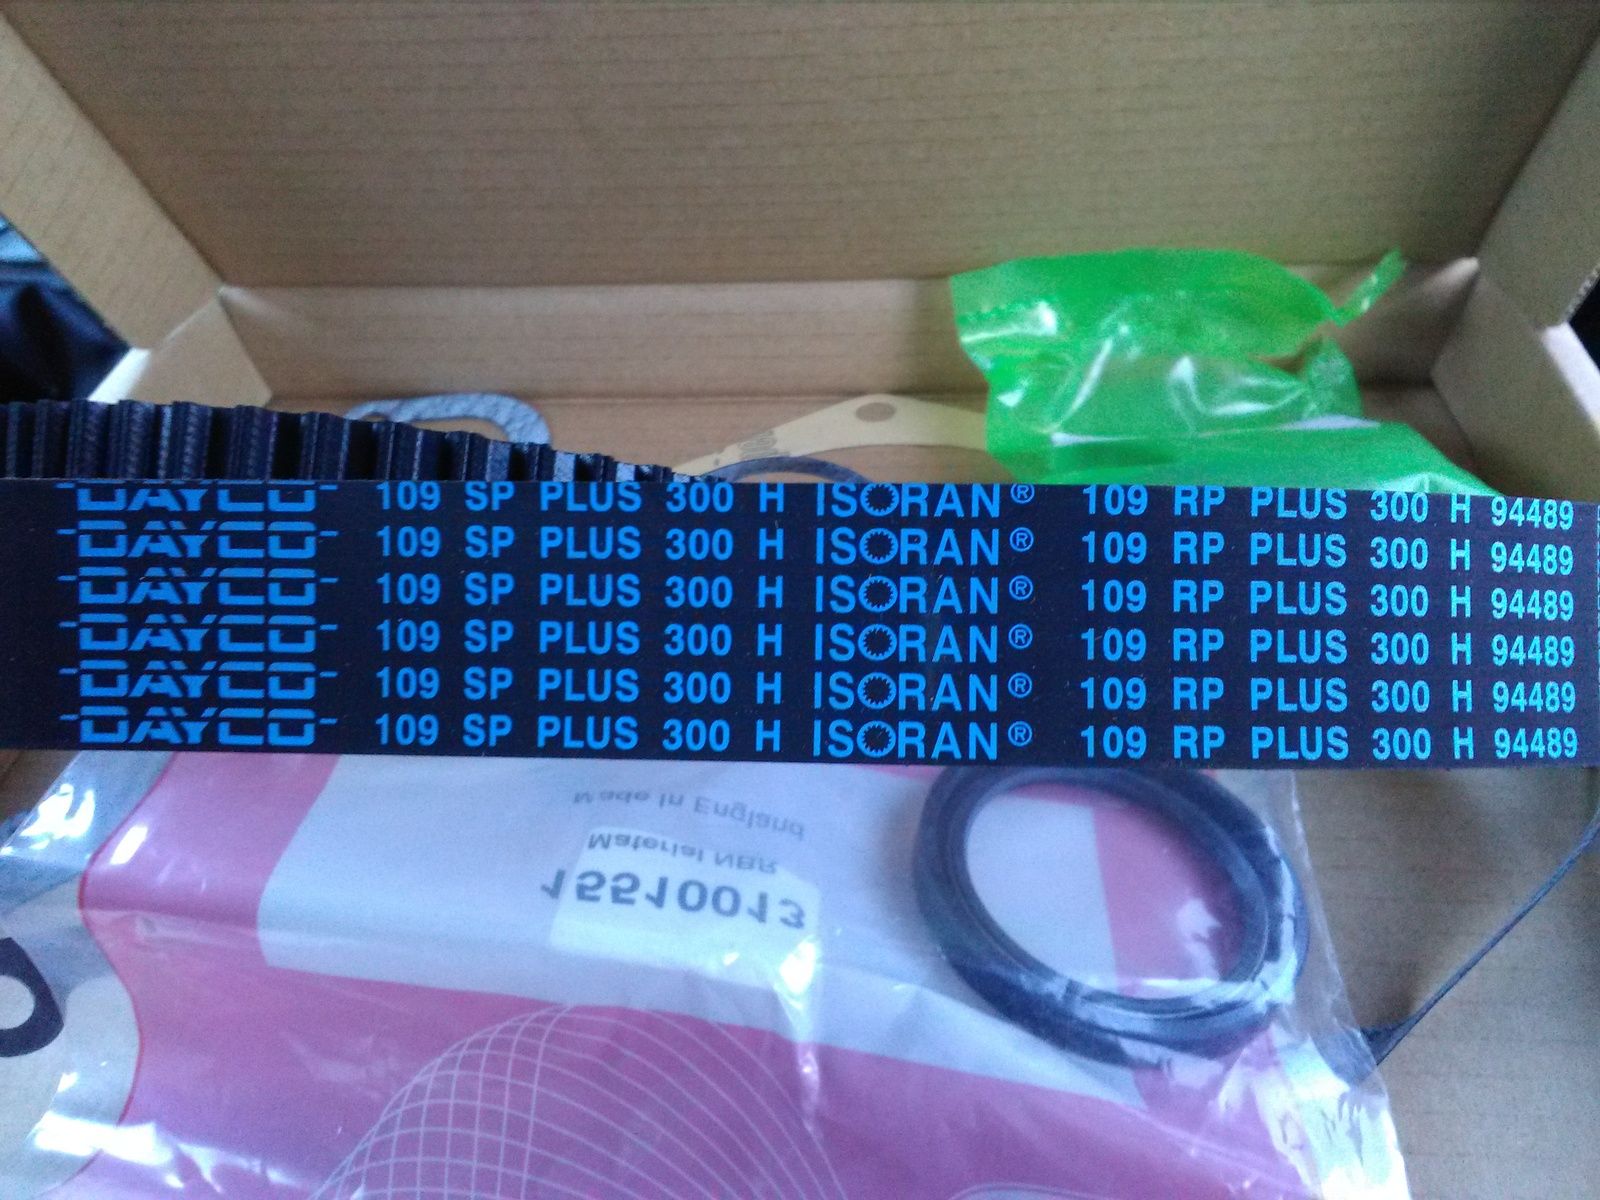 DAYCO 109 SP PLUS 300 H ISORAN® 109 RP PLUS 300 H 94489
DAYCO 109 SP PLUS 300 H ISORAN® 109 RP PLUS 300 H 94489
DAYCO 109 SP PLUS 300 H ISORAN® 109 RP PLUS 300 H 94489
DAYCO 109 SP PLUS 300 H ISORAN® 109 RP PLUS 300 H 94489
DAYCO 109 SP PLUS 300 H ISORAN® 109 RP PLUS 300 H 94489
DAYCO 109 SP PLUS 300 H ISORAN® 109 RP PLUS 300 H 94489
15510013
Material NBR
Made in England